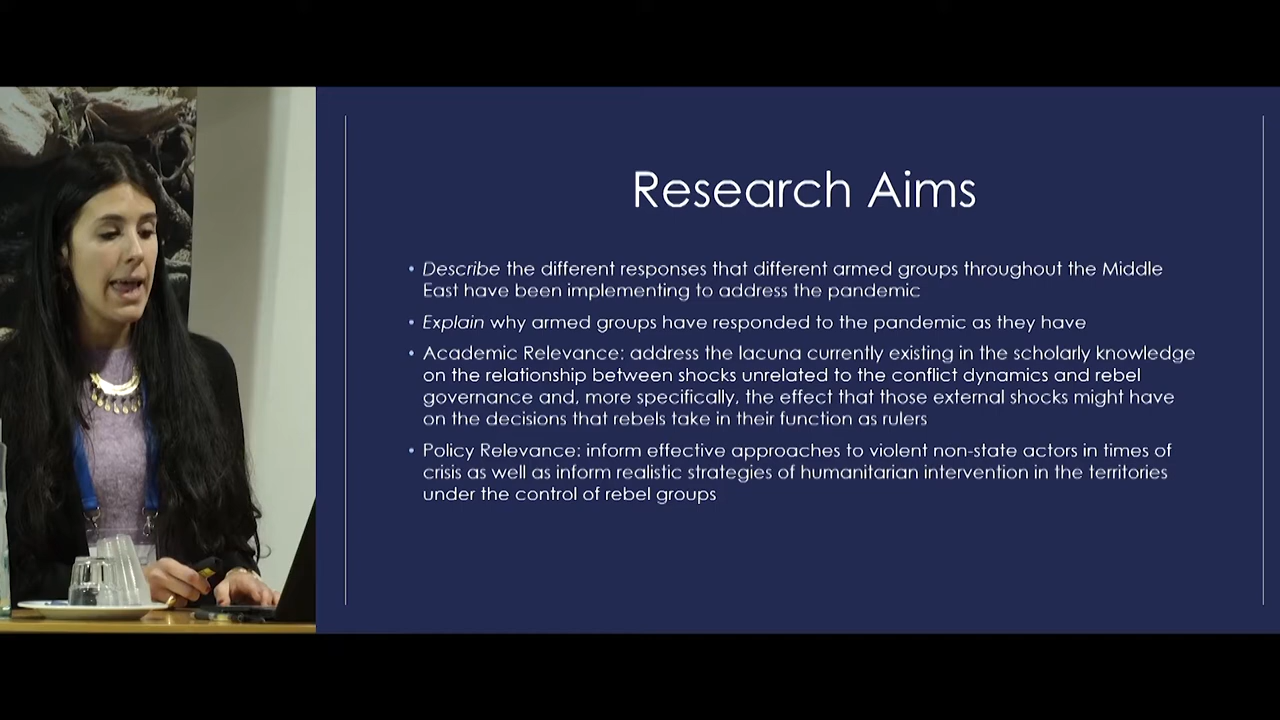 Research Aims
• Describe the different responses that different armed groups throughout the Middle
East have been implementing to address the pandemic
• Explain why armed groups have responded to the pandemic as they have
• Academic Relevance: address the lacuna currently existing in the scholarly knowledge
on the relationship between shocks unrelated to the conflict dynamics and rebel
governance and, more specifically, the effect that those external shocks might have
on the decisions that rebels take in their function as rulers
• Policy Relevance: inform effective approaches to violent non-state actors in times of
crisis as well as inform realistic strategies of humanitarian intervention in the territories
under the control of rebel groups